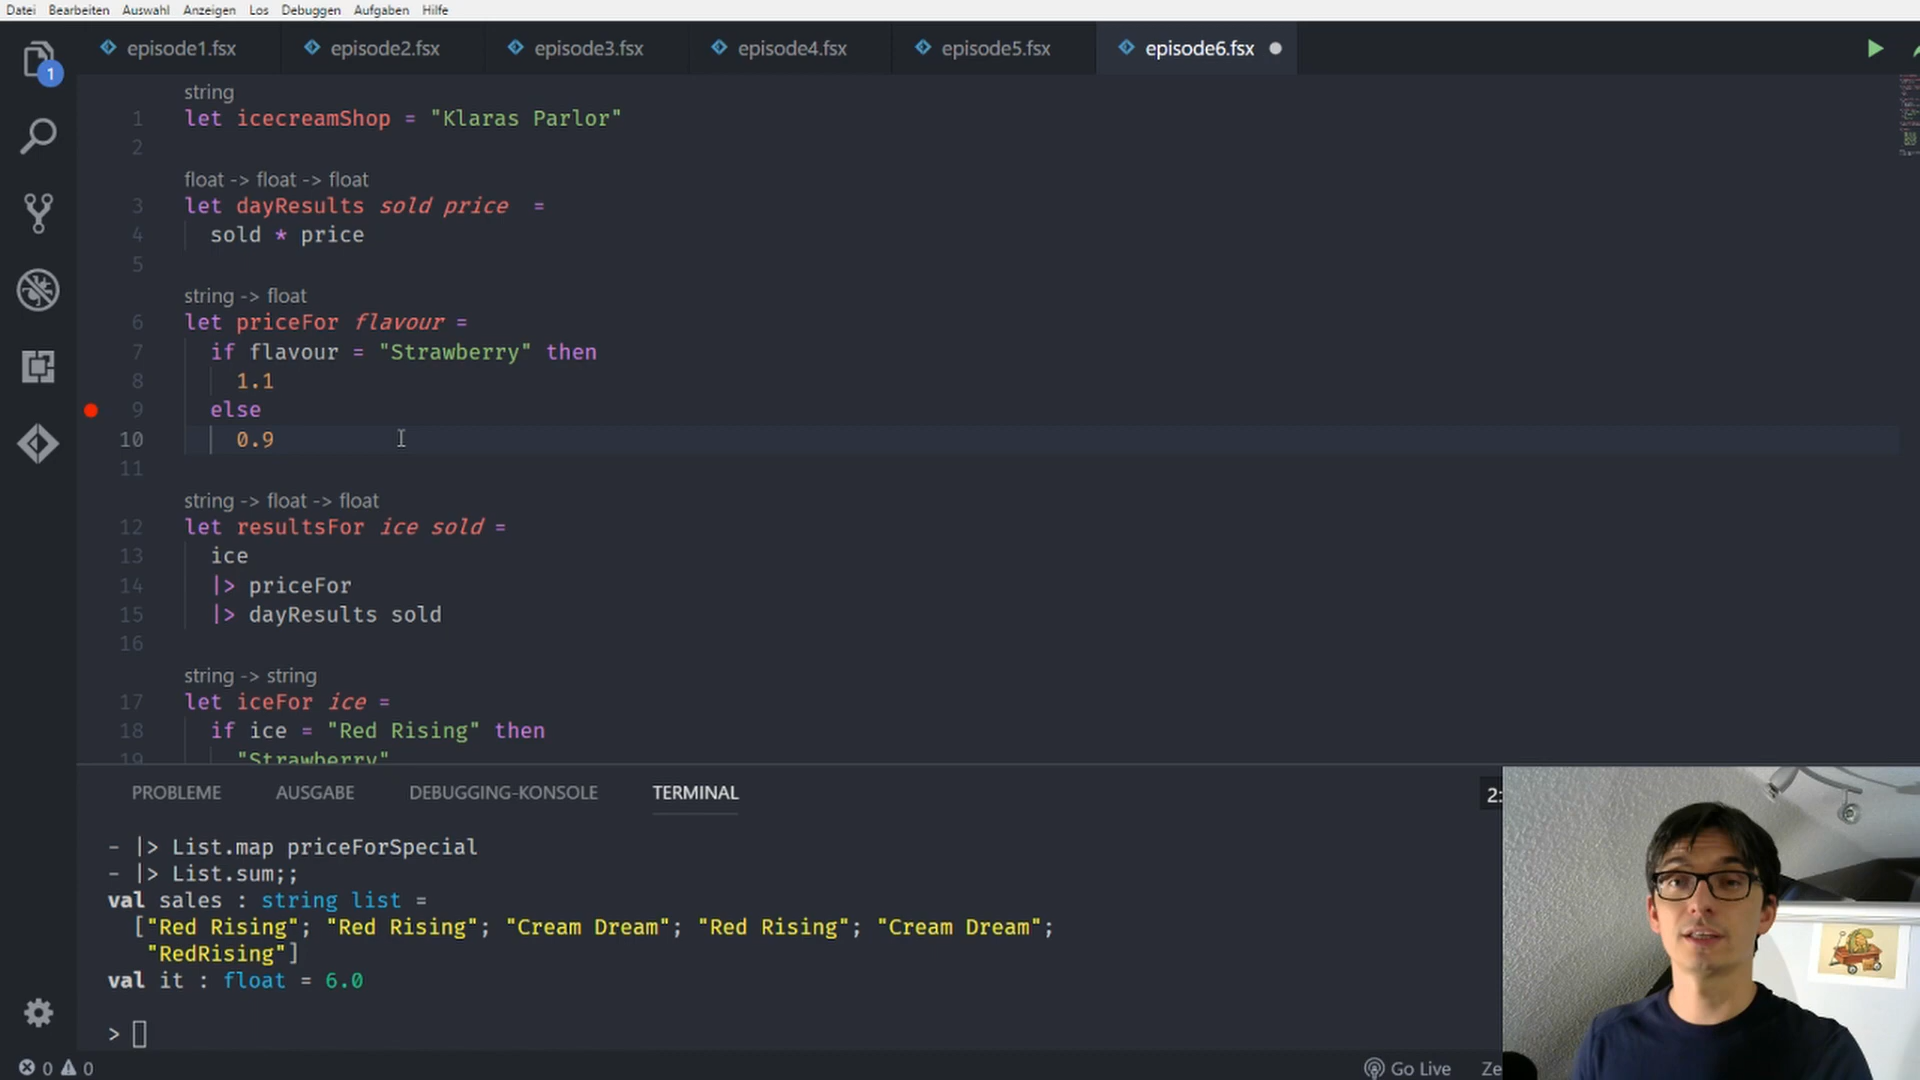 Datei Bearbeiten Auswahl Anzeigen Los Debuggen Aufgaben Hilfe
episode1.fsx episode2.fsx episode3.fsx episode4.fsx episode5.fsx episode6.fsx
1
string
1 let icecreamShop = "Klaras Parlor"
2
float -> float -> float
3 let dayResults sold price =
4 sold * price
5
string -> float
6 let priceFor flavour =
7 if flavour = "Strawberry" then
8 1.1
9 else
10 0.9
11
string -> float -> float
12 let resultsFor ice sold =
13 ice
14 |> priceFor
15 |> dayResults sold
16
string -> string
17 let iceFor ice =
18 if ice = "Red Rising" then
19 "Strawberry"
PROBLEME AUSGABE DEBUGGING-KONSOLE TERMINAL 2:
- |> List.map priceForSpecial
- |> List.sum;;
val sales : string list =
["Red Rising"; "Red Rising"; "Cream Dream"; "Red Rising"; "Cream Dream";
"RedRising"]
val it : float = 6.0
>
0 0 Go Live Ze